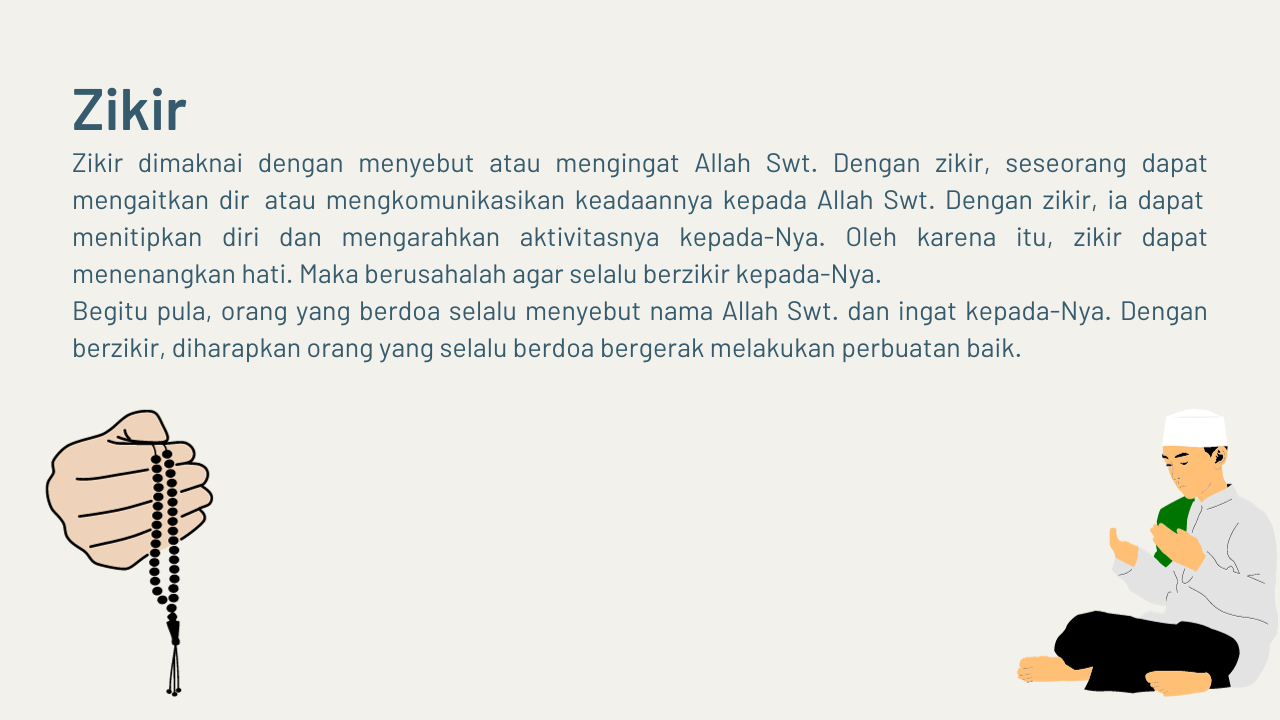 Zikir
Zikir dimaknai dengan menyebut atau mengingat Allah Swt. Dengan zikir, seseorang dapat
mengaitkan dir atau mengkomunikasikan keadaannya kepada Allah Swt. Dengan zikir, ia dapat
menitipkan diri dan mengarahkan aktivitasnya kepada-Nya. Oleh karena itu, zikir dapat
menenangkan hati. Maka berusahalah agar selalu berzikir kepada-Nya.
Begitu pula, orang yang berdoa selalu menyebut nama Allah Swt. dan ingat kepada-Nya. Dengan
berzikir, diharapkan orang yang selalu berdoa bergerak melakukan perbuatan baik.